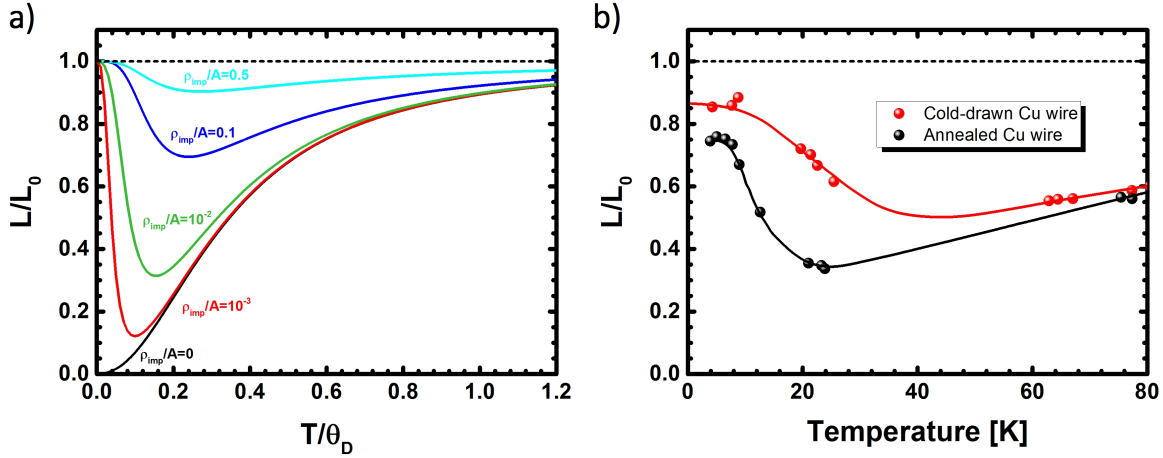 a)
L/L₀
1.0
0.8
0.6
0.4
0.2
0.0
ρimp/A=0.5
ρimp/A=0.1
ρimp/A=10⁻²
ρimp/A=10⁻³
ρimp/A=0
0.0 0.2 0.4 0.6 0.8 1.0 1.2
T/θD
b)
L/L₀
1.0
0.8
0.6
0.4
0.2
0.0
Cold-drawn Cu wire
Annealed Cu wire
0 20 40 60 80
Temperature [K]